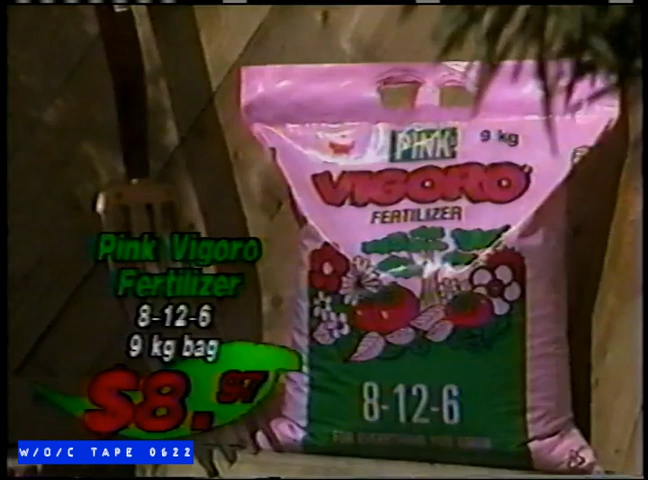 PINK
9 kg
VIGORO
FERTILIZER
8-12-6
Pink Vigoro
Fertilizer
8-12-6
9 kg bag
$8.97
W/O/C TAPE 0622